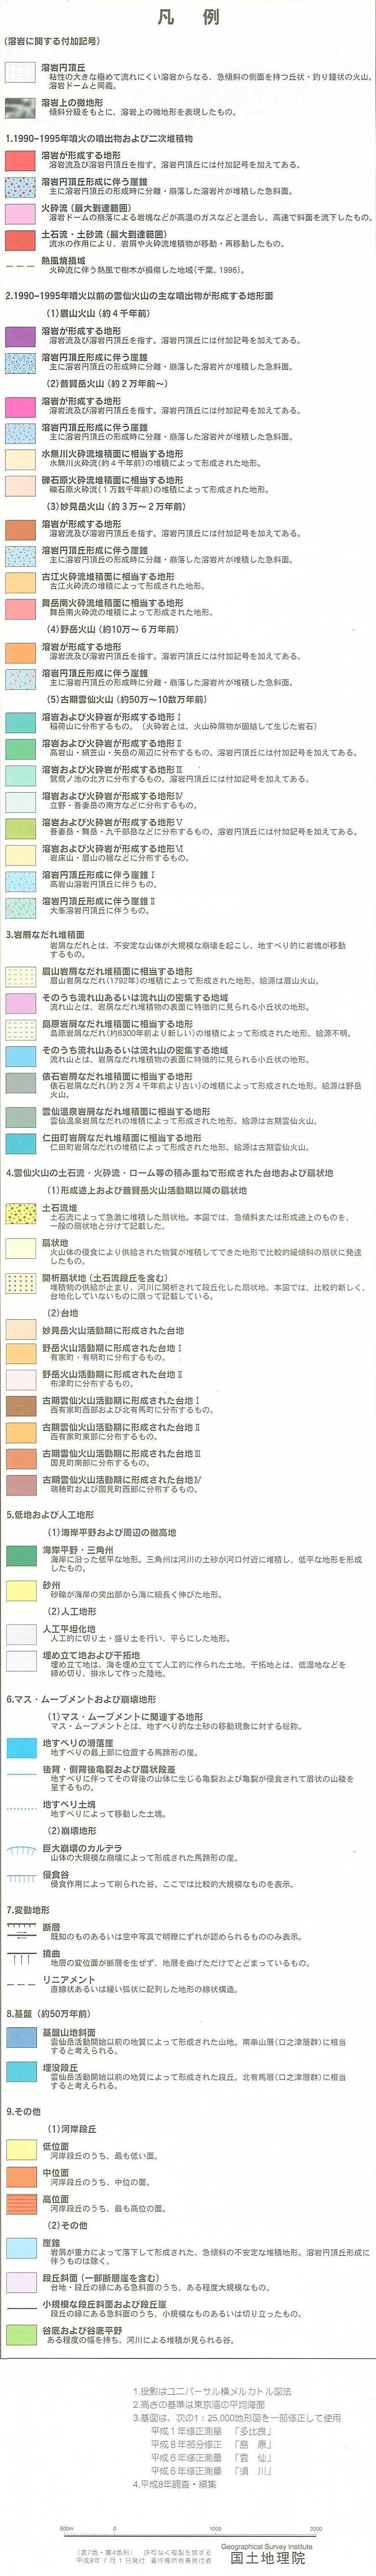 凡 例
(溶岩に関する付加記号)
溶岩円頂丘
粘性の大きな極めて流れにくい溶岩からなる、急傾斜の側面を持つ丘状・釣り鐘状の火山。
溶岩ドームと同義。
溶岩上の微地形
傾斜分級をもとに、溶岩上の微地形を表現したもの。
1.1990-1995年噴火の噴出物および二次堆積物
溶岩が形成する地形
溶岩流及び溶岩円頂丘を指す。溶岩円頂丘には付加記号を加えてある。
溶岩円頂丘形成に伴う崖錐
主に溶岩円頂丘の形成時に分離・崩落した溶岩片が堆積した急斜面。
火砕流（最大到達範囲）
溶岩ドームの崩落による岩塊などが高温のガスなどと混合し、高速で斜面を流下したもの。
土石流・土砂流（最大到達範囲）
流水の作用により、岩屑や火砕流堆積物が移動・再移動したもの。
熱風焼損域
火砕流に伴う熱風で樹木が損傷した地域(千葉、1996)。
2.1990-1995年噴火以前の雲仙火山の主な噴出物が形成する地形面
(1)眉山火山（約４千年前）
溶岩が形成する地形
溶岩流及び溶岩円頂丘を指す。溶岩円頂丘には付加記号を加えてある。
溶岩円頂丘形成に伴う崖錐
主に溶岩円頂丘の形成時に分離・崩落した溶岩片が堆積した急斜面。
(2)普賢岳火山（約２万年前〜）
溶岩が形成する地形
溶岩流及び溶岩円頂丘を指す。溶岩円頂丘には付加記号を加えてある。
溶岩円頂丘形成に伴う崖錐
主に溶岩円頂丘の形成時に分離・崩落した溶岩片が堆積した急斜面。
水無川火砕流堆積面に相当する地形
水無川火砕流（約４千年前）の堆積によって形成された地形。
礫石原火砕流堆積面に相当する地形
礫石原火砕流（１万数千年前）の堆積によって形成された地形。
(3)妙見岳火山（約３万〜２万年前）
溶岩が形成する地形
溶岩流及び溶岩円頂丘を指す。溶岩円頂丘には付加記号を加えてある。
溶岩円頂丘形成に伴う崖錐
主に溶岩円頂丘の形成時に分離・崩落した溶岩片が堆積した急斜面。
古江火砕流堆積面に相当する地形
古江火砕流の堆積によって形成された地形。
舞岳南火砕流堆積面に相当する地形
舞岳南火砕流の堆積によって形成された地形。
(4)野岳火山（約10万〜６万年前）
溶岩が形成する地形
溶岩流及び溶岩円頂丘を指す。溶岩円頂丘には付加記号を加えてある。
溶岩円頂丘形成に伴う崖錐
主に溶岩円頂丘の形成時に分離・崩落した溶岩片が堆積した急斜面。
(5)古期雲仙火山（約50万〜10数万年前）
溶岩および火砕岩が形成する地形Ⅰ
稲荷山に分布するもの。（火砕岩とは、火山砕屑物が固結して生じた岩石）
溶岩および火砕岩が形成する地形Ⅱ
高岩山・絹笠山・矢岳の周辺に分布するもの。溶岩円頂丘には付加記号を加えてある。
溶岩および火砕岩が形成する地形Ⅲ
鴛鴦ノ池の北方に分布するもの。溶岩円頂丘には付加記号を加えてある。
溶岩および火砕岩が形成する地形Ⅳ
立野・吾妻岳の南方などに分布するもの。
溶岩および火砕岩が形成する地形Ⅴ
吾妻岳・舞岳・九千部岳などに分布するもの。溶岩円頂丘には付加記号を加えてある。
溶岩および火砕岩が形成する地形Ⅵ
岩床山・眉山の裾などに分布するもの。
溶岩円頂丘形成に伴う崖錐Ⅰ
高岩山溶岩円頂丘に伴うもの。
溶岩円頂丘形成に伴う崖錐Ⅱ
大峯溶岩円頂丘に伴うもの。
3.岩屑なだれ堆積面
岩屑なだれとは、不安定な山体が大規模な崩壊を起こし、地すべり的に岩塊が移動
するもの。
眉山岩屑なだれ堆積面に相当する地形
眉山岩屑なだれ(1792年)の堆積によって形成された地形。給源は眉山火山。
そのうち流れ山あるいは流れ山の密集する地域
流れ山とは、岩屑なだれ堆積物の表面に特徴的に見られる小丘状の地形。
島原岩屑なだれ堆積面に相当する地形
島原岩屑なだれ(約6300年前より新しい)の堆積によって形成された地形。給源不明。
そのうち流れ山あるいは流れ山の密集する地域
流れ山とは、岩屑なだれ堆積物の表面に特徴的に見られる小丘状の地形。
俵石岩屑なだれ堆積面に相当する地形
俵石岩屑なだれ（約２万４千年前より古い）の堆積によって形成された地形。給源は野岳
火山。
雲仙温泉岩屑なだれ堆積面に相当する地形
雲仙温泉岩屑なだれの堆積によって形成された地形。給源は古期雲仙火山。
仁田町岩屑なだれ堆積面に相当する地形
仁田町岩屑なだれの堆積によって形成された地形。給源は古期雲仙火山。
4.雲仙火山の土石流・火砕流・ローム等の積み重ねで形成された台地および扇状地
(1)形成途上および普賢岳火山活動期以降の扇状地
土石流堆
土石流によって急激に堆積した扇状地。本図では、急傾斜または形成途上のものを、
一般の扇状地と分けて記載した。
扇状地
火山体の侵食により供給された物質が堆積してできた地形で比較的緩傾斜の扇状に発達
したもの。
開析扇状地（土石流段丘を含む）
堆積物の供給が止まり、河川に開析されて段丘化した扇状地。本図では、比較的新しく、
台地化していないものに限って記載している。
(2)台地
妙見岳火山活動期に形成された台地
野岳火山活動期に形成された台地Ⅰ
有家町・有明町に分布するもの。
野岳火山活動期に形成された台地Ⅱ
布津町に分布するもの。
古期雲仙火山活動期に形成された台地Ⅰ
西有家町西部および北有馬町に分布するもの。
古期雲仙火山活動期に形成された台地Ⅱ
西有家町東部に分布するもの。
古期雲仙火山活動期に形成された台地Ⅲ
国見町南部に分布するもの。
古期雲仙火山活動期に形成された台地Ⅳ
瑞穂町および国見町西部に分布するもの。
5.低地および人工地形
(1)海岸平野および周辺の微高地
海岸平野・三角州
海岸に沿った低平な地形。三角州は河川の土砂が河口付近に堆積し、低平な地形を形成
したもの。
砂州
砂礫が海岸の突出部から海に細長く伸びた地形。
(2)人工地形
人工平坦化地
人工的に切り土・盛り土を行い、平らにした地形。
埋め立て地および干拓地
埋め立て地は、海を埋め立てて人工的に作られた土地。干拓地とは、低湿地などを
締め切り、排水して作った陸地。
6.マス・ムーブメントおよび崩壊地形
(1)マス・ムーブメントに関連する地形
マス・ムーブメントとは、地すべり的な土砂の移動現象に対する総称。
地すべりの滑落崖
地すべりの最上部に位置する馬蹄形の崖。
後背・側背後亀裂および眉状段差
地すべりに伴ってその背後の山体に生じる亀裂および亀裂が侵食されて眉状の山稜を
呈するもの。
地すべり土塊
地すべりによって移動した土塊。
(2)崩壊地形
巨大崩壊のカルデラ
山体の大規模な崩壊によって形成された馬蹄形の崖。
侵食谷
侵食作用によって削られた谷。ここでは比較的大規模なものを表示。
7.変動地形
断層
既知のものあるいは空中写真で明瞭にずれが認められるもののみ表示。
撓曲
地層の変位面が断層を生ぜず、地層を曲げただけでとどまっているもの。
リニアメント
直線状あるいは緩い弧状に配列した地形の線状構造。
8.基盤（約50万年前）
基盤山地斜面
雲仙岳活動開始以前の地質によって形成された山地。南串山層(口之津層群)に相当
すると考えられる。
埋没段丘
雲仙岳活動開始以前の地質によって形成された段丘。北有馬層(口之津層群)に相当
すると考えられる。
9.その他
(1)河岸段丘
低位面
河岸段丘のうち、最も低い面。
中位面
河岸段丘のうち、中位の面。
高位面
河岸段丘のうち、最も高位の面。
(2)その他
崖錐
岩屑が重力によって落下して形成された、急傾斜の不安定な堆積地形。溶岩円頂丘形成に
伴うものは除く。
段丘斜面（一部断層崖を含む）
台地・段丘の縁にある急斜面のうち、ある程度大規模なもの。
小規模な段丘斜面および段丘崖
段丘の縁にある急斜面のうち、小規模なものあるいは切り立ったもの。
谷底および谷底平野
ある程度の幅を持ち、河川による堆積が見られる谷。
1.投影はユニバーサル横メルカトル図法
2.高さの基準は東京湾の平均海面
3.基図は、次の1：25,000地形図を一部修正して使用
平成１年修正測量 「多比良」
平成８年部分修正 「島 原」
平成６年修正測量 「雲 仙」
平成６年修正測量 「須 川」
4.平成8年調査・編集
500m 0 1000 2000
Geographical Survey Institute
（表7色・裏4色刷） 許可なく複製を禁ずる
平成9年７月１日発行 著作権所有兼発行者 国土地理院